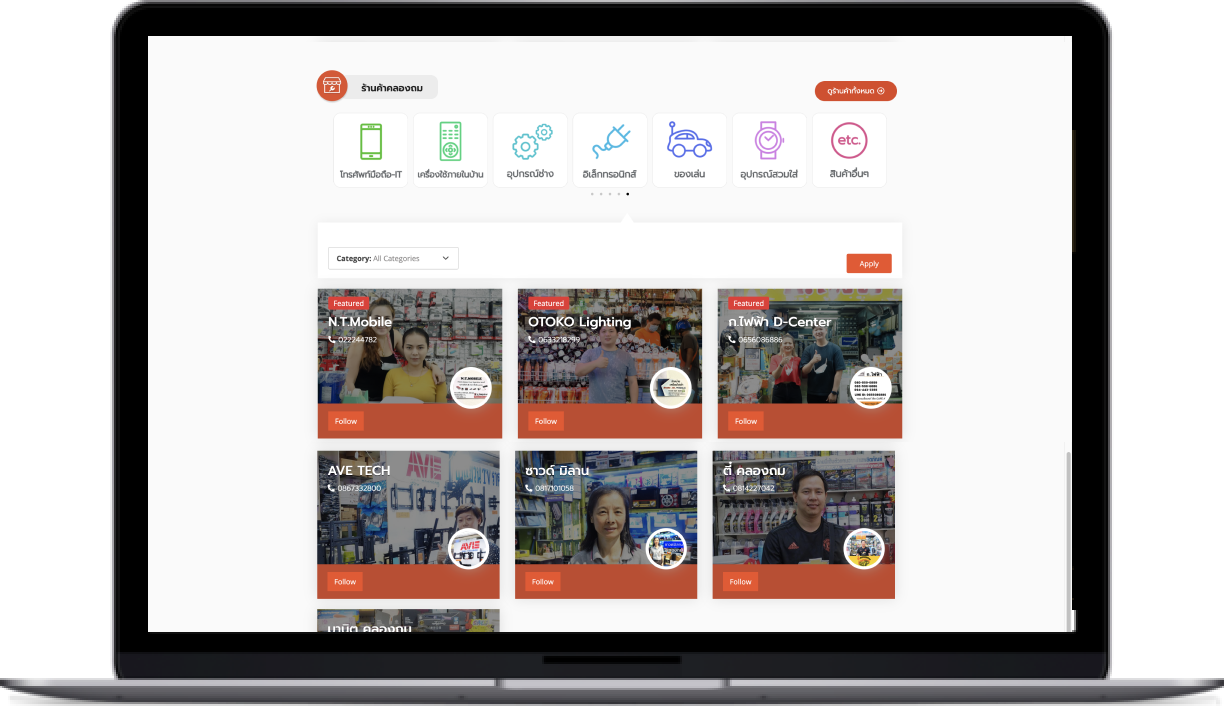 ร้านค้าคลองถม
ดูร้านค้าทั้งหมด
โทรศัพท์มือถือ-IT
เครื่องใช้ภายในบ้าน
อุปกรณ์ช่าง
อิเล็กทรอนิกส์
ของเล่น
อุปกรณ์สวมใส่
etc.
สินค้าอื่นๆ
Category: All Categories
Apply
Featured
N.T.Mobile
022244782
Follow
Featured
OTOKO Lighting
0633218299
Follow
Featured
ก.ไฟฟ้า D-Center
0656086886
Follow
AVE TECH
0867332800
AVE
Follow
ซาวด์ มิลาน
0817101058
Follow
ตี๋ คลองถม
0814227042
Follow
มานิต คลองถม